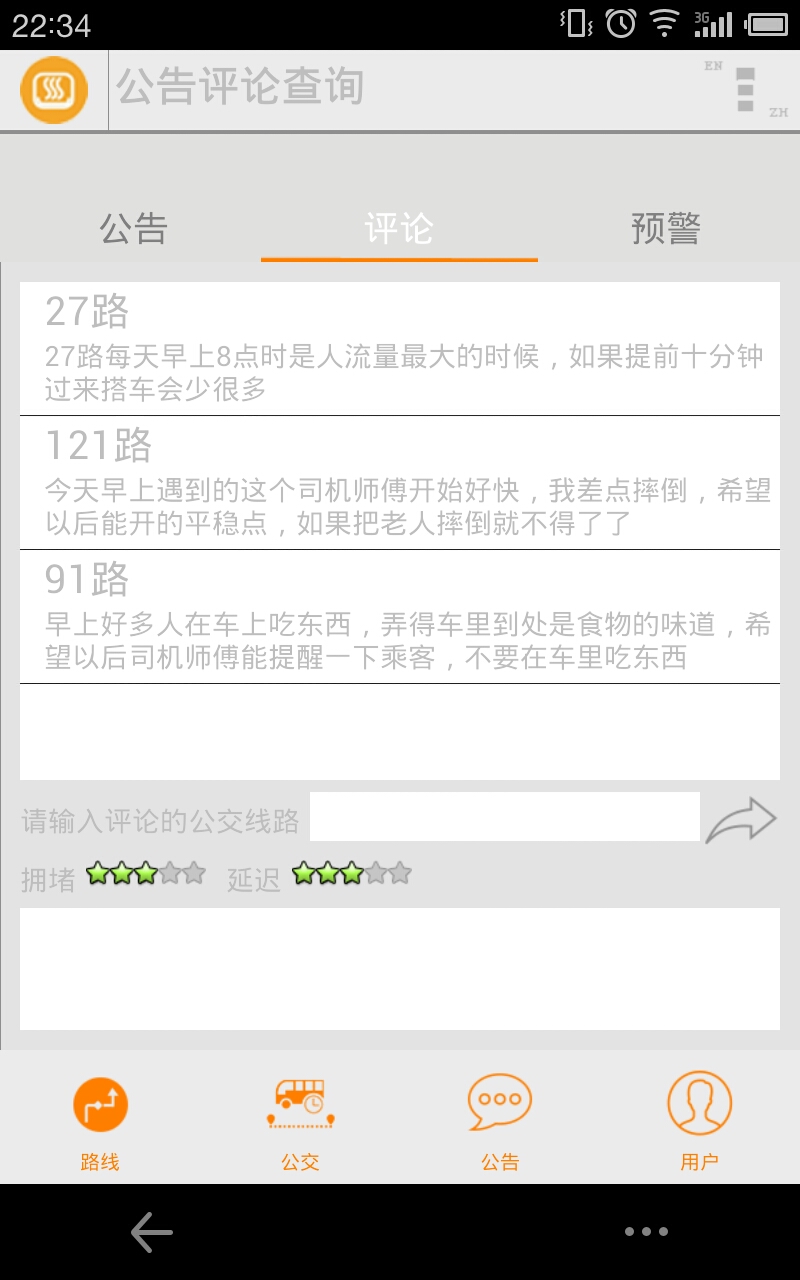 22:34
3G
公告评论查询
EN
ZH
公告
评论
预警
27路
27路每天早上8点时是人流量最大的时候，如果提前十分钟
过来搭车会少很多
121路
今天早上遇到的这个司机师傅开始好快，我差点摔倒，希望
以后能开的平稳点，如果把老人摔倒就不得了了
91路
早上好多人在车上吃东西，弄得车里到处是食物的味道，希
望以后司机师傅能提醒一下乘客，不要在车里吃东西
请输入评论的公交线路
拥堵
延迟
路线
公交
公告
用户